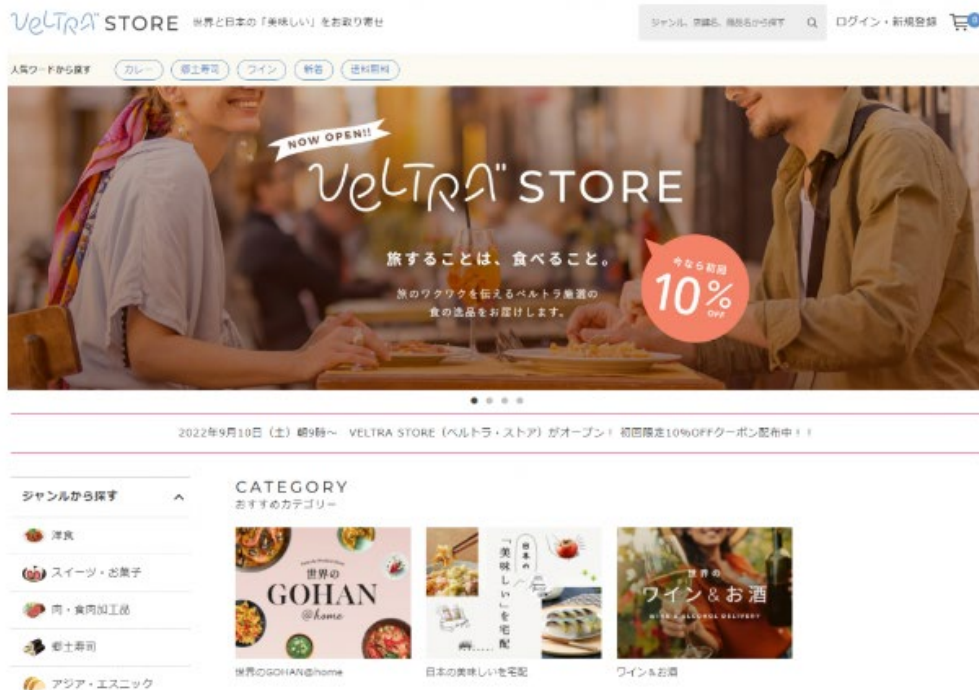 VELTRA STORE 世界と日本の「美味しい」をお取り寄せ
ジャンル、店舗名、商品名から探す
ログイン・新規登録
0
人気ワードから探す カレー 郷土寿司 ワイン 新着 送料無料
NOW OPEN!!
VELTRA STORE
旅することは、食べること。
旅のワクワクを伝えるベルトラ厳選の
食の逸品をお届けします。
今なら初回
10%
OFF
2022年9月10日（土）朝9時～ VELTRA STORE（ベルトラ・ストア）がオープン！ 初回限定10%OFFクーポン配布中！！
ジャンルから探す
洋食
スイーツ・お菓子
肉・食肉加工品
郷土寿司
アジア・エスニック
CATEGORY
おすすめカテゴリー
世界の
GOHAN
@home
世界のGOHAN@home
日本の
「美味しい」を宅配
日本の美味しいを宅配
世界の
ワイン&お酒
WINE & ALCOHOL DELIVERY
ワイン&お酒